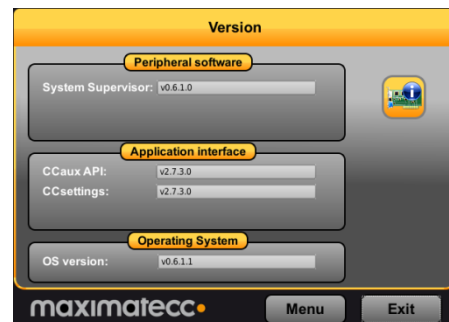 Version
Peripheral software
System Supervisor: v0.6.1.0
Application interface
CCaux API: v2.7.3.0
CCsettings: v2.7.3.0
Operating System
OS version: v0.6.1.1
maximatecc
Menu Exit